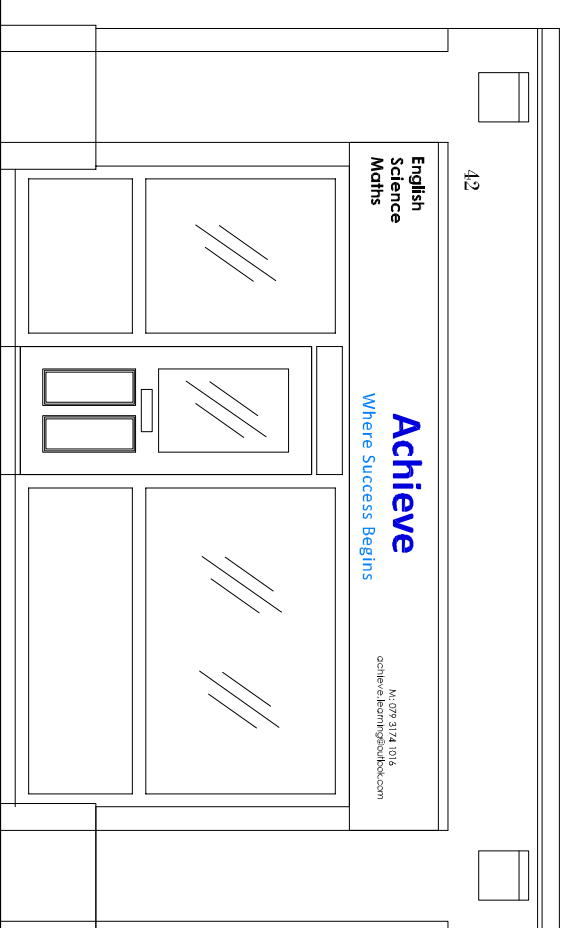 42
English
Science
Maths
Achieve
Where Success Begins
M: 079 3174 1016
achieve.learning@outlook.com